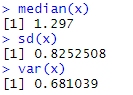 > median(x)
[1] 1.297
> sd(x)
[1] 0.8252508
> var(x)
[1] 0.681039